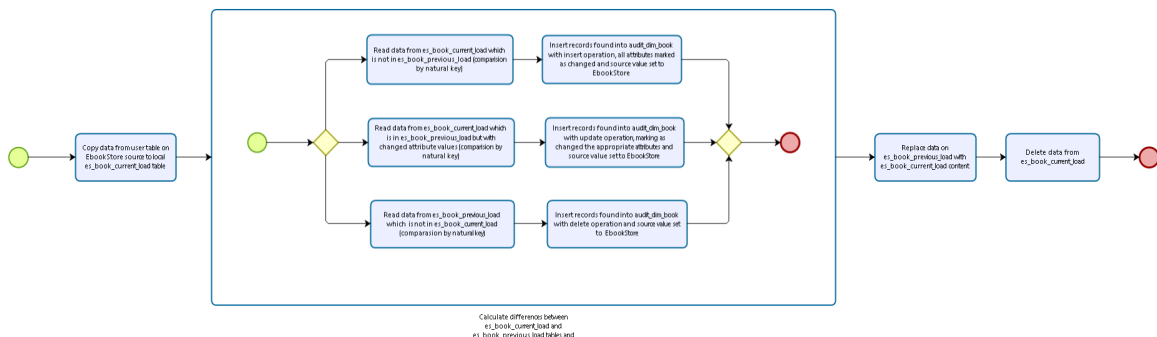 Copy data from user table on
EbookStore source to local
es_book_current_load table
Read data from es_book_current_load which
is not in es_book_previous_load (comparision
by natural key)
Insert records found into audit_dim_book
with insert operation, all attributes marked
as changed and source value set to
EbookStore
Read data from es_book_current_load which
is in es_book_previous_load but with
changed attribute values (comparision by
natural key)
Insert records found into audit_dim_book
with update operation, marking as
changed the appropriate attributes and
source value set to EbookStore
Read data from es_book_previous_load
which is not in es_book_current_load
(comparasion by natural key)
Insert records found into audit_dim_book
with delete operation and source value set
to EbookStore
Replace data on
es_book_previous_load with
es_book_current_load content
Delete data from
es_book_current_load
Calculate differences between
es_book_current_load and
es_book_previous_load tables and